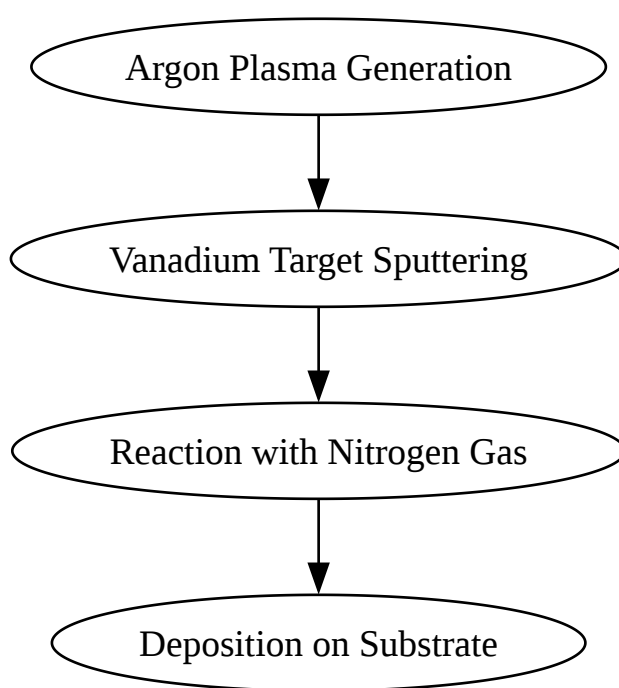 Argon Plasma Generation
Vanadium Target Sputtering
Reaction with Nitrogen Gas
Deposition on Substrate